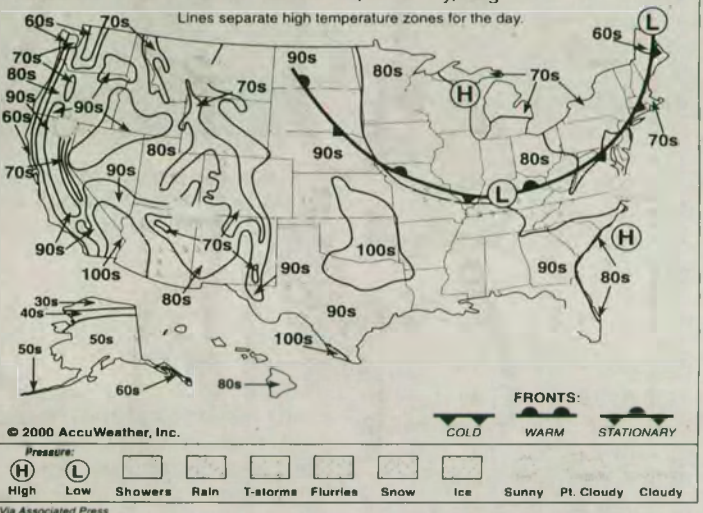 Lines separate high temperature zones for the day.
60s
70s
70s
80s
90s
60s
70s
90s
90s
80s
70s
90s
80s
70s
60s
70s
H
L
90s
80s
L
H
90s
80s
100s
90s
100s
80s
70s
90s
100s
90s
100s
30s
40s
50s
50s
60s
80s
FRONTS:
COLD WARM STATIONARY
© 2000 AccuWeather, Inc.
Pressure:
H L
High Low Showers Rain T-storms Flurries Snow Ice Sunny Pt. Cloudy Cloudy
Via Associated Press